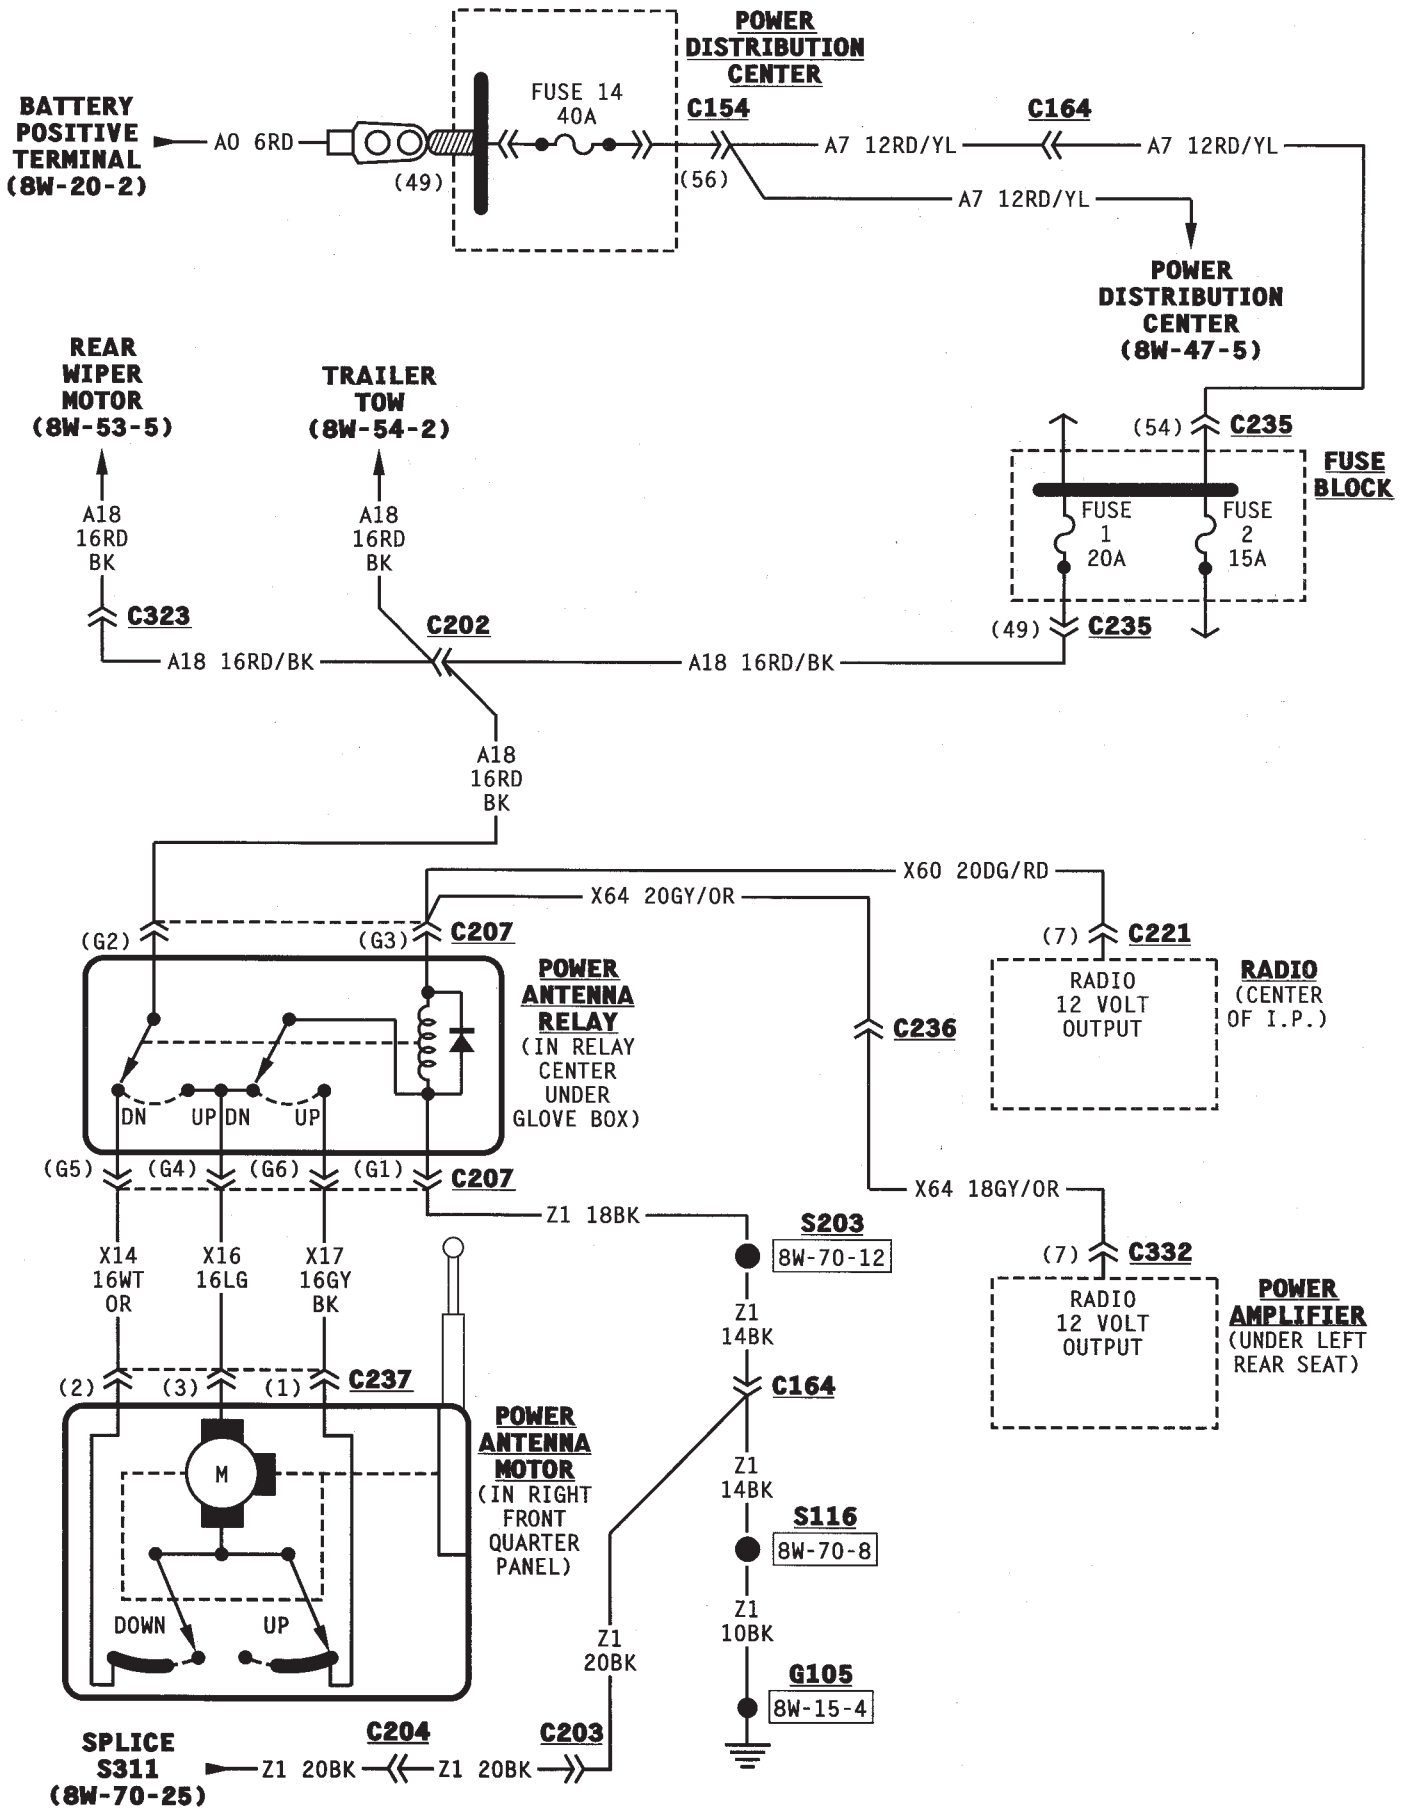 POWER
DISTRIBUTION
CENTER
BATTERY
POSITIVE
TERMINAL
(8W-20-2)
A0 6RD
(49)
FUSE 14
40A
C154
(56)
A7 12RD/YL
C164
A7 12RD/YL
A7 12RD/YL
POWER
DISTRIBUTION
CENTER
(8W-47-5)
REAR
WIPER
MOTOR
(8W-53-5)
TRAILER
TOW
(8W-54-2)
(54)
C235
FUSE
BLOCK
FUSE
1
20A
FUSE
2
15A
(49)
C235
A18
16RD
BK
A18
16RD
BK
C323
C202
A18 16RD/BK
A18 16RD/BK
A18
16RD
BK
X60 20DG/RD
X64 20GY/OR
(G2)
(G3)
C207
(7)
C221
POWER
ANTENNA
RELAY
(IN RELAY
CENTER
UNDER
GLOVE BOX)
C236
RADIO
12 VOLT
OUTPUT
RADIO
(CENTER
OF I.P.)
DN
UP
DN
UP
(G5)
(G4)
(G6)
(G1)
C207
X64 18GY/OR
Z1 18BK
S203
8W-70-12
(7)
C332
X14
16WT
OR
X16
16LG
X17
16GY
BK
Z1
14BK
RADIO
12 VOLT
OUTPUT
POWER
AMPLIFIER
(UNDER LEFT
REAR SEAT)
(2)
(3)
(1)
C237
C164
POWER
ANTENNA
MOTOR
(IN RIGHT
FRONT
QUARTER
PANEL)
M
Z1
14BK
S116
8W-70-8
DOWN
UP
Z1
20BK
Z1
10BK
G105
8W-15-4
SPLICE
S311
(8W-70-25)
Z1 20BK
C204
Z1 20BK
C203